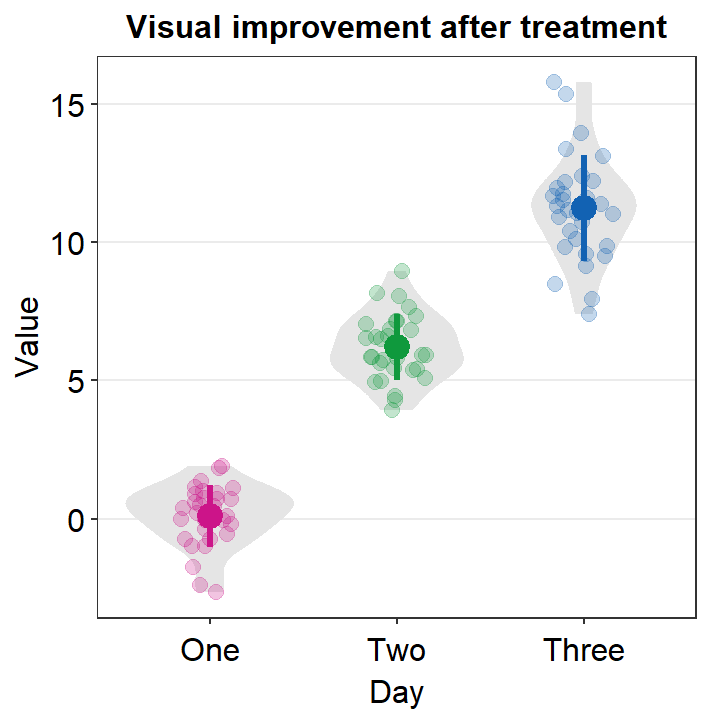 Visual improvement after treatment
Value
15
10
5
0
One Two Three
Day